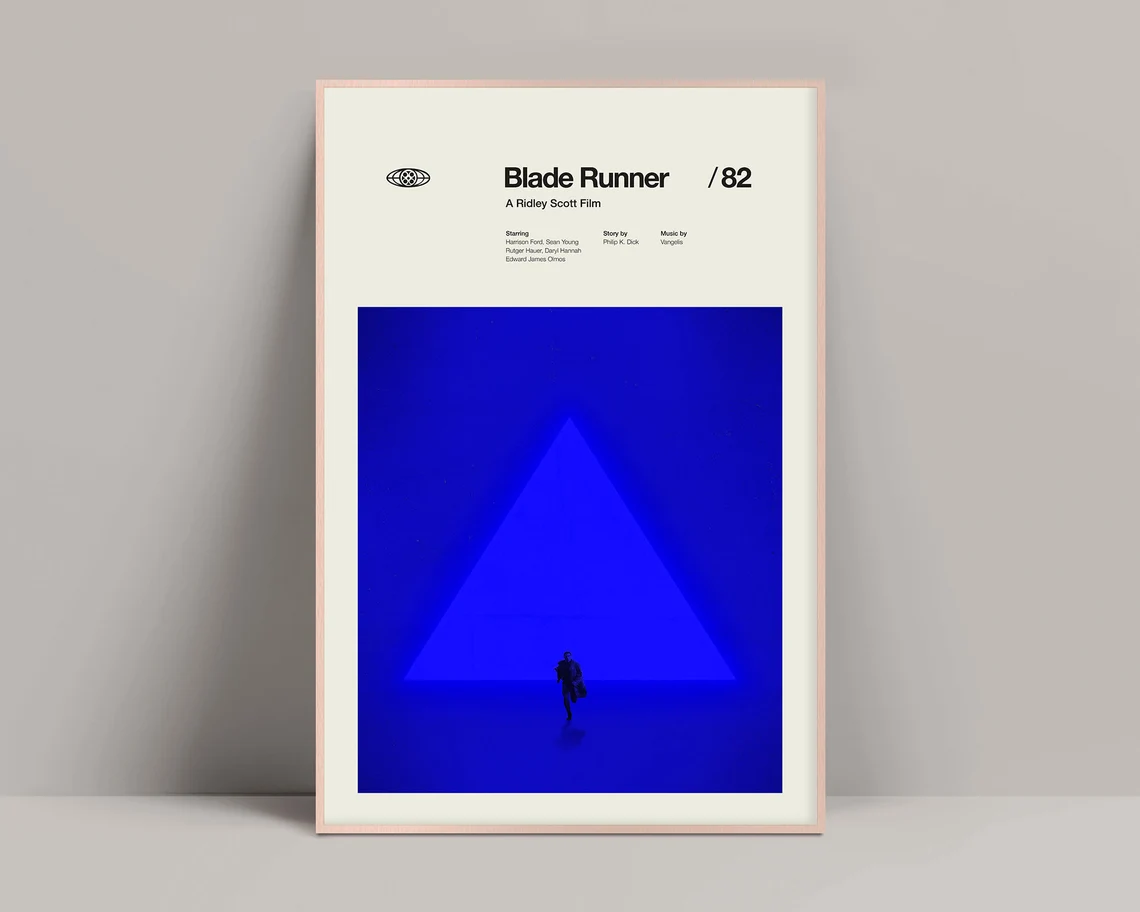 Blade Runner /82
A Ridley Scott Film
Starring Story by Music by
Harrison Ford, Sean Young Philip K. Dick Vangelis
Rutger Hauer, Daryl Hannah
Edward James Olmos